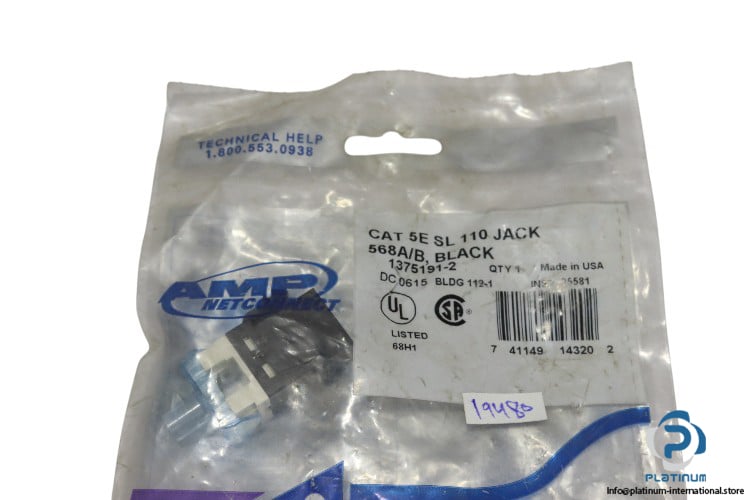 TECHNICAL HELP
1.800.553.0938
CAT 5E SL 110 JACK
568A/B, BLACK
1375191-2 QTY 1 Made in USA
DC 0615 BLDG 112-1
5581
AMP
NETCONNECT
UL
LISTED
68H1
7 41149 14320 2
19480
PLATINUM
Info@platinum-international.store